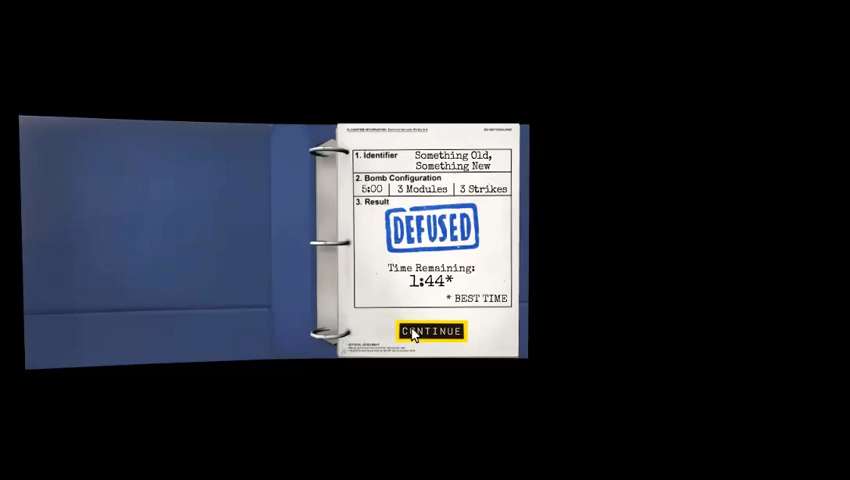 1. Identifier
Something Old,
Something New
2. Bomb Configuration
5:00 3 Modules 3 Strikes
3. Result
DEFUSED
Time Remaining:
1:44*
* BEST TIME
CONTINUE